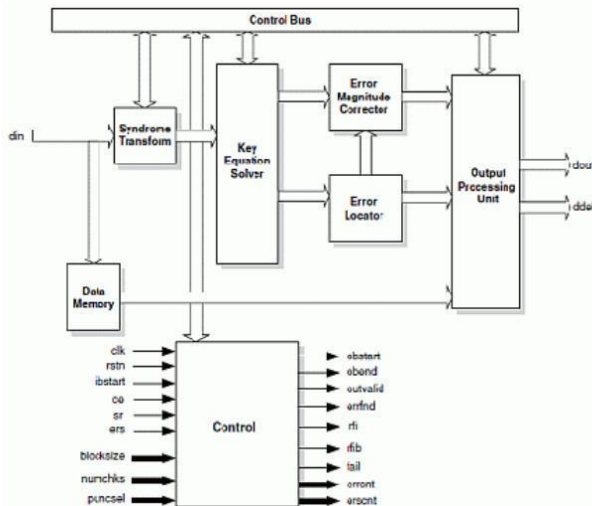 Control Bus
din
Syndrome
Transform
Key
Equation
Solver
Error
Magnitude
Corrector
Error
Locator
Output
Processing
Unit
dout
Data
Memory
clk
rstn
ibstart
ce
sr
ers
blocksize
numchks
puncsel
Control
obstart
obend
outvalid
errfnd
rfi
rfib
fail
errcnt
erscnt